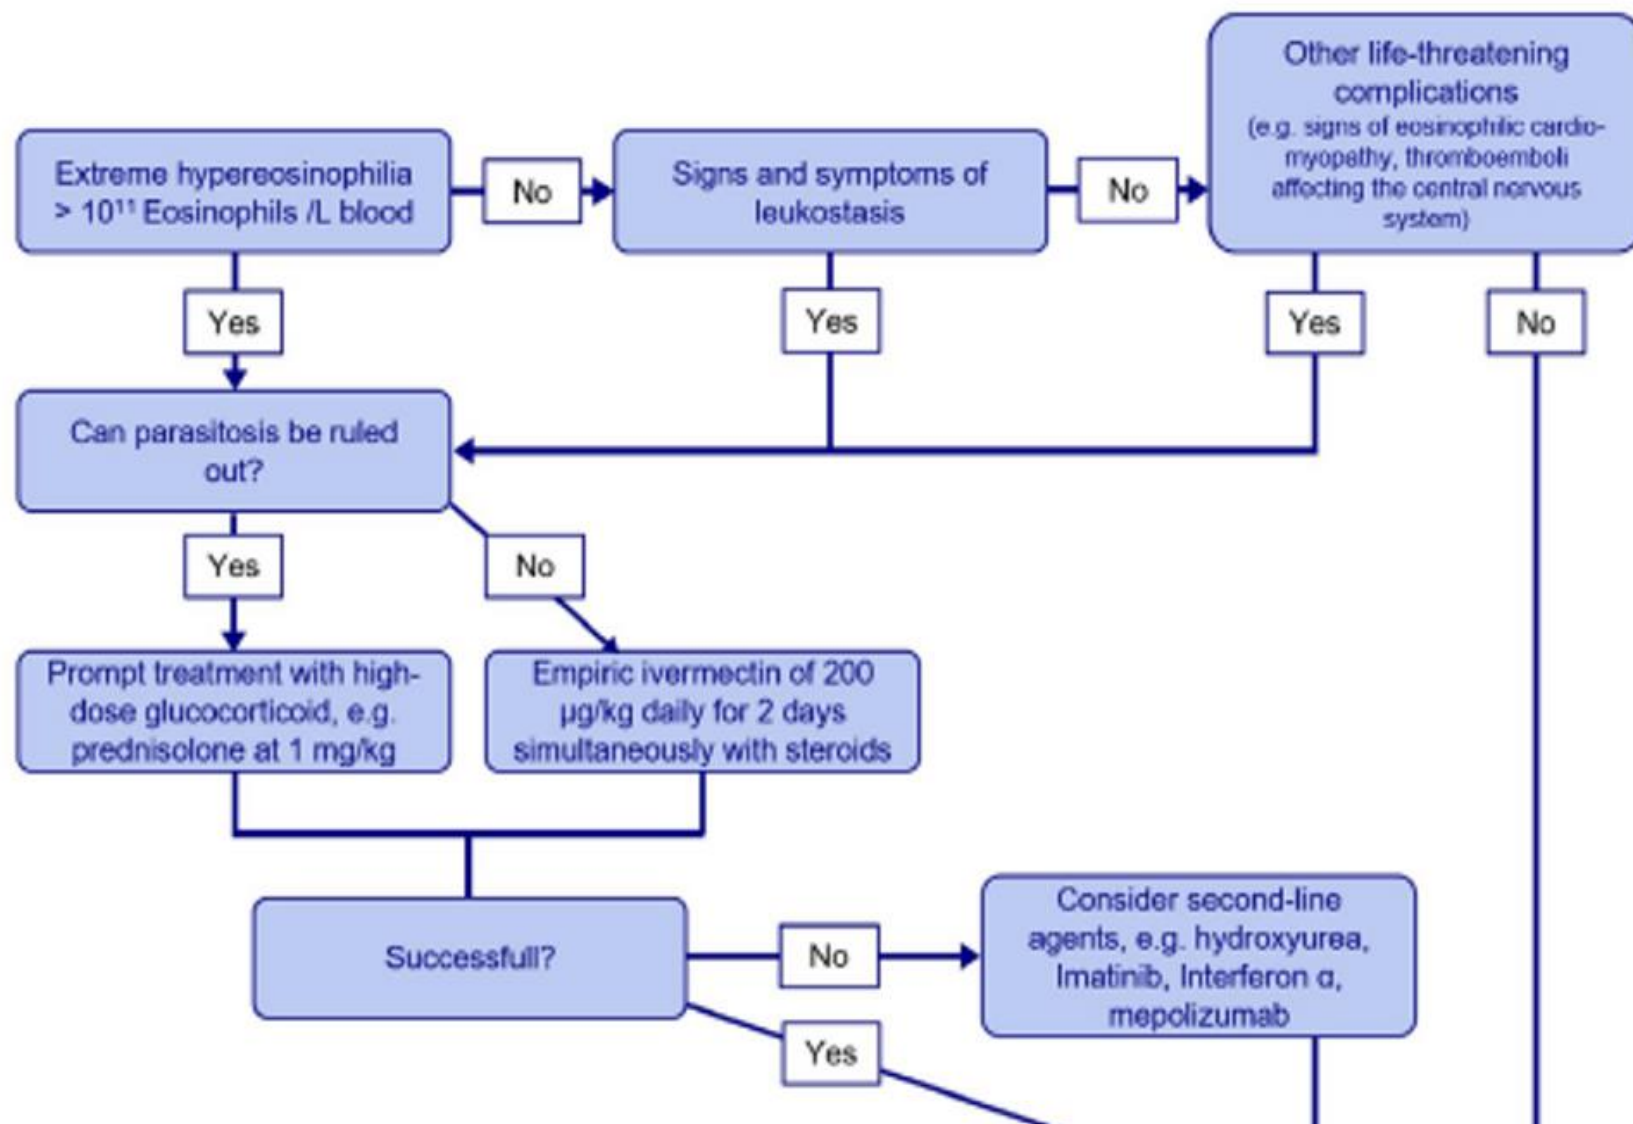 Other life-threatening
complications
(e.g. signs of eosinophilic cardio-
myopathy, thromboemboli
affecting the central nervous
system)
Extreme hypereosinophilia
> 10¹¹ Eosinophils /L blood
No
Signs and symptoms of
leukostasis
No
Yes
Yes
Yes
No
Can parasitosis be ruled
out?
Yes
No
Prompt treatment with high-
dose glucocorticoid, e.g.
prednisolone at 1 mg/kg
Empiric ivermectin of 200
µg/kg daily for 2 days
simultaneously with steroids
Successfull?
No
Consider second-line
agents, e.g. hydroxyurea,
Imatinib, Interferon α,
mepolizumab
Yes